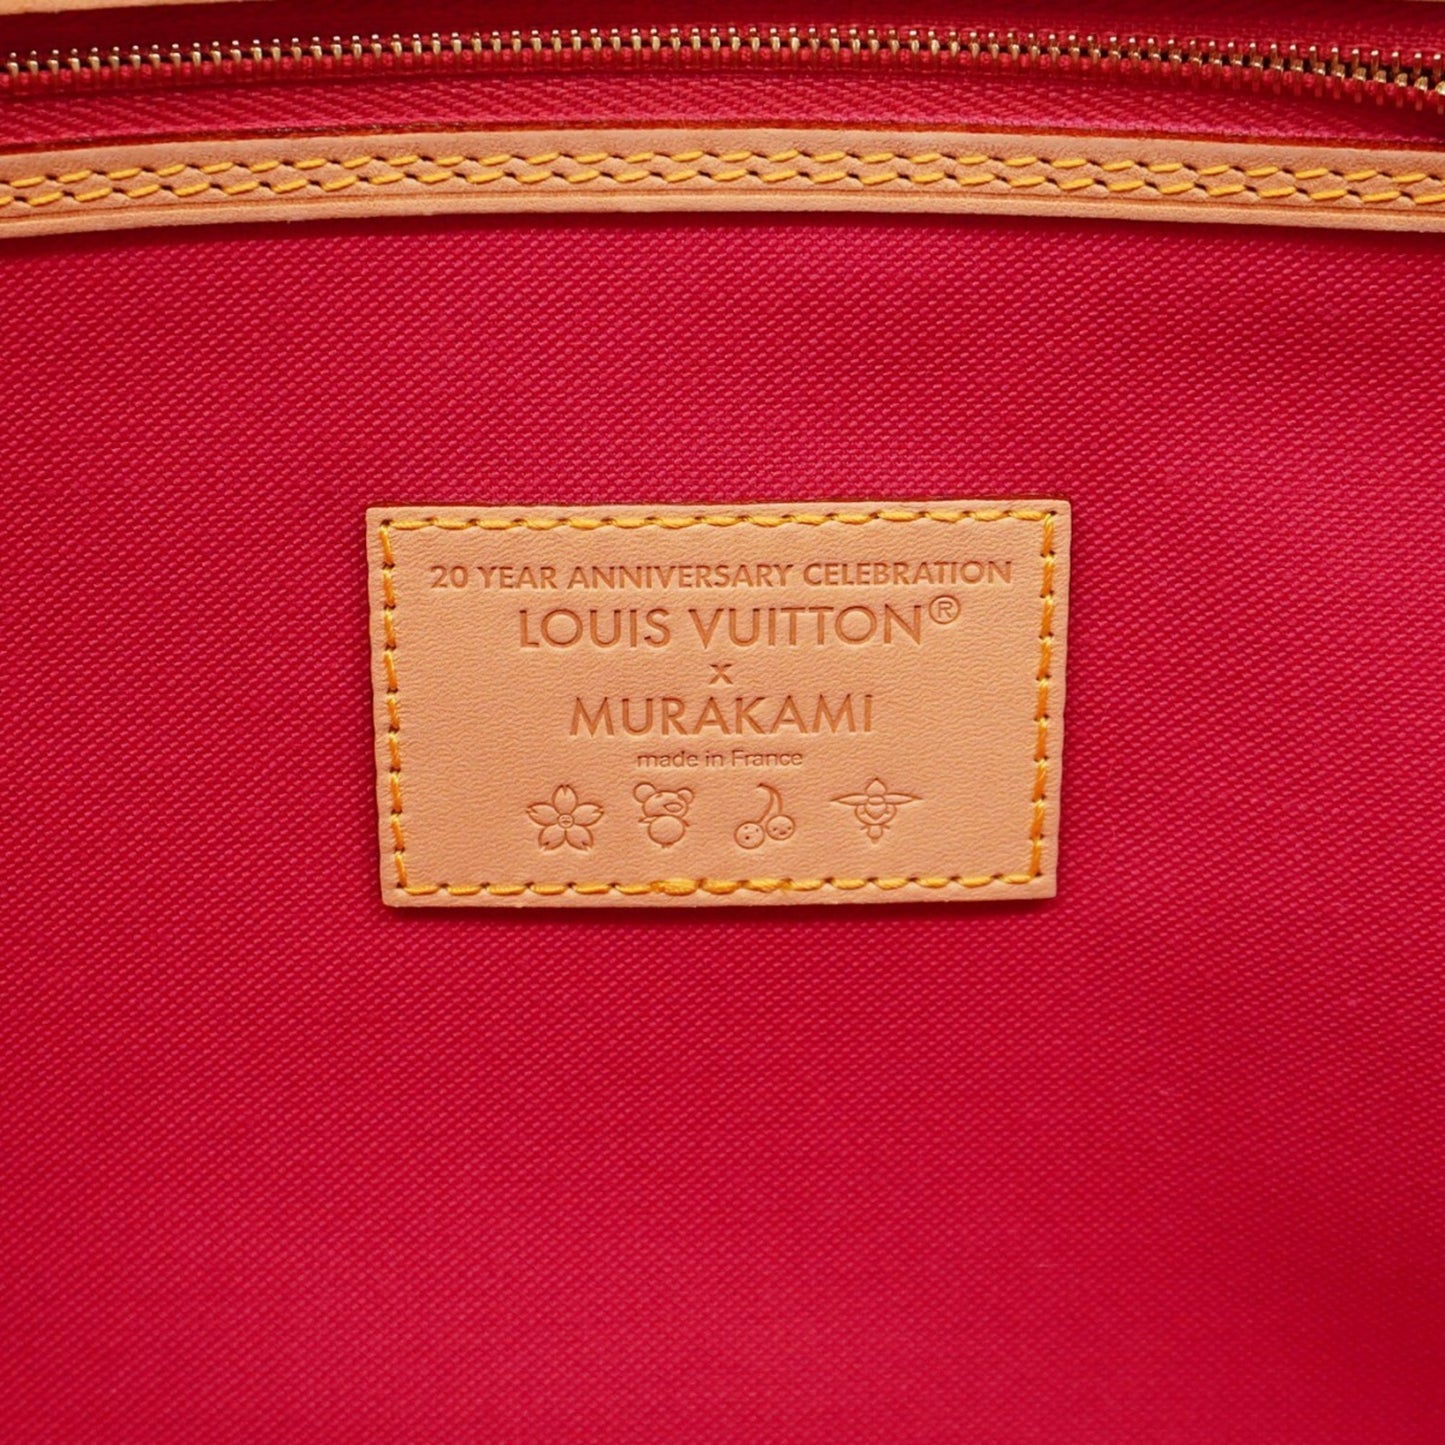 20 YEAR ANNIVERSARY CELEBRATION
LOUIS VUITTON®
x
MURAKAMI
made in France